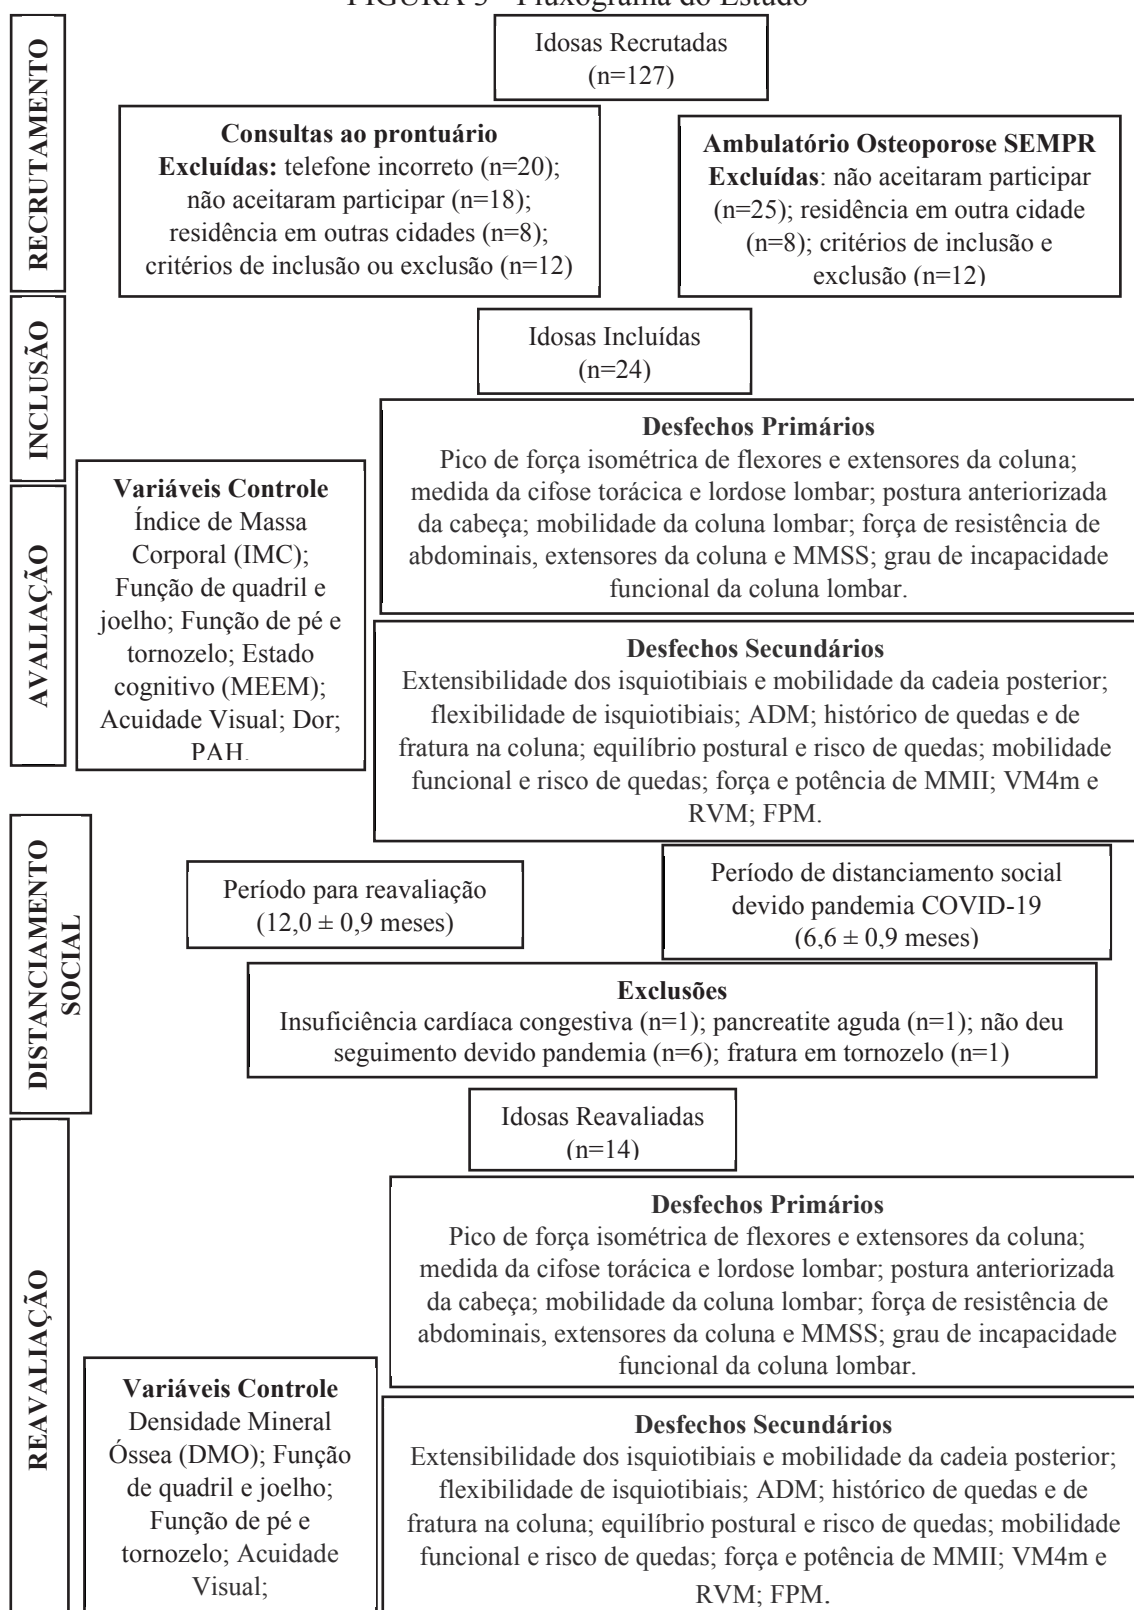 FIGURA 3 - Fluxograma do Estudo
RECRUTAMENTO
Idosas Recrutadas
(n=127)
Consultas ao prontuário
Excluídas: telefone incorreto (n=20);
não aceitaram participar (n=18);
residência em outras cidades (n=8);
critérios de inclusão ou exclusão (n=12)
Ambulatório Osteoporose SEMPR
Excluídas: não aceitaram participar
(n=25); residência em outra cidade
(n=8); critérios de inclusão e
exclusão (n=12)
INCLUSÃO
Idosas Incluídas
(n=24)
AVALIAÇÃO
Variáveis Controle
Índice de Massa
Corporal (IMC);
Função de quadril e
joelho; Função de pé e
tornozelo; Estado
cognitivo (MEEM);
Acuidade Visual; Dor;
PAH.
Desfechos Primários
Pico de força isométrica de flexores e extensores da coluna;
medida da cifose torácica e lordose lombar; postura anteriorizada
da cabeça; mobilidade da coluna lombar; força de resistência de
abdominais, extensores da coluna e MMSS; grau de incapacidade
funcional da coluna lombar.
Desfechos Secundários
Extensibilidade dos isquiotibiais e mobilidade da cadeia posterior;
flexibilidade de isquiotibiais; ADM; histórico de quedas e de
fratura na coluna; equilíbrio postural e risco de quedas; mobilidade
funcional e risco de quedas; força e potência de MMII; VM4m e
RVM; FPM.
DISTANCIAMENTO
SOCIAL
Período para reavaliação
(12,0 ± 0,9 meses)
Período de distanciamento social
devido pandemia COVID-19
(6,6 ± 0,9 meses)
Exclusões
Insuficiência cardíaca congestiva (n=1); pancreatite aguda (n=1); não deu
seguimento devido pandemia (n=6); fratura em tornozelo (n=1)
REAVALIAÇÃO
Idosas Reavaliadas
(n=14)
Desfechos Primários
Pico de força isométrica de flexores e extensores da coluna;
medida da cifose torácica e lordose lombar; postura anteriorizada
da cabeça; mobilidade da coluna lombar; força de resistência de
abdominais, extensores da coluna e MMSS; grau de incapacidade
funcional da coluna lombar.
Variáveis Controle
Densidade Mineral
Óssea (DMO); Função
de quadril e joelho;
Função de pé e
tornozelo; Acuidade
Visual;
Desfechos Secundários
Extensibilidade dos isquiotibiais e mobilidade da cadeia posterior;
flexibilidade de isquiotibiais; ADM; histórico de quedas e de
fratura na coluna; equilíbrio postural e risco de quedas; mobilidade
funcional e risco de quedas; força e potência de MMII; VM4m e
RVM; FPM.